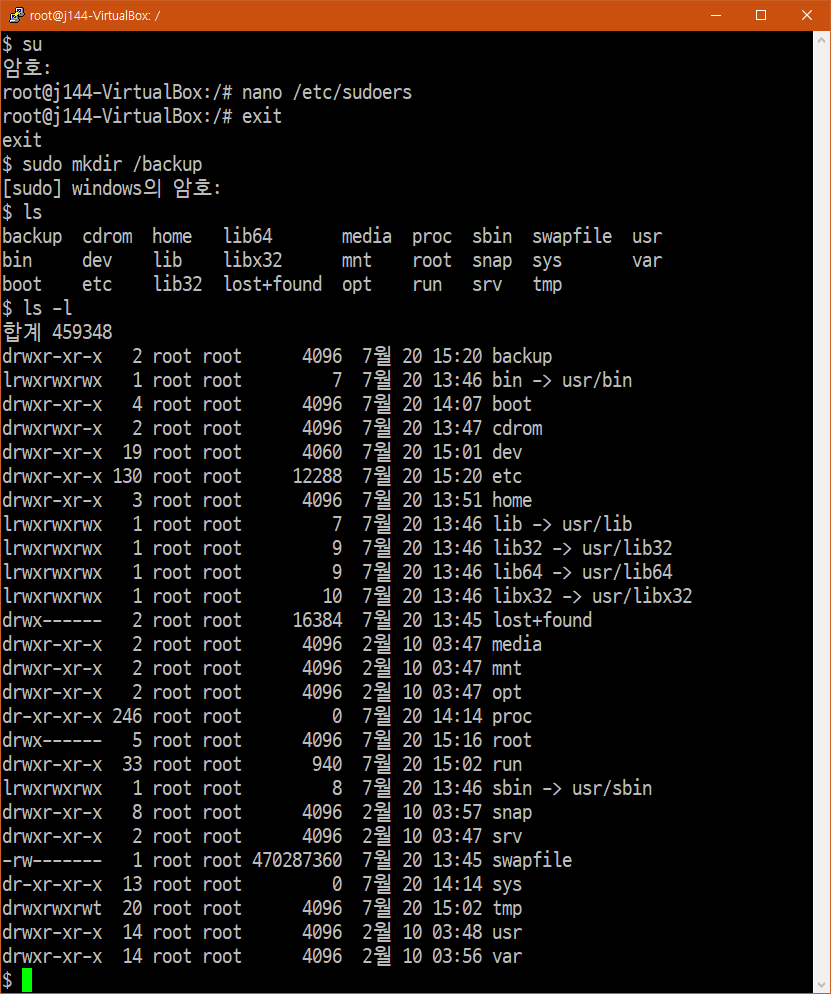 root@j144-VirtualBox: /
$ su
암호:
root@j144-VirtualBox:/# nano /etc/sudoers
root@j144-VirtualBox:/# exit
exit
$ sudo mkdir /backup
[sudo] windows의 암호:
$ ls
backup  cdrom  home   lib64       media  proc  sbin  swapfile  usr
bin     dev    lib    libx32      mnt    root  snap  sys       var
boot    etc    lib32  lost+found  opt    run   srv   tmp
$ ls -l
합계 459348
drwxr-xr-x   2 root root      4096  7월 20 15:20 backup
lrwxrwxrwx   1 root root         7  7월 20 13:46 bin -> usr/bin
drwxr-xr-x   4 root root      4096  7월 20 14:07 boot
drwxrwxr-x   2 root root      4096  7월 20 13:47 cdrom
drwxr-xr-x  19 root root      4060  7월 20 15:01 dev
drwxr-xr-x 130 root root     12288  7월 20 15:20 etc
drwxr-xr-x   3 root root      4096  7월 20 13:51 home
lrwxrwxrwx   1 root root         7  7월 20 13:46 lib -> usr/lib
lrwxrwxrwx   1 root root         9  7월 20 13:46 lib32 -> usr/lib32
lrwxrwxrwx   1 root root         9  7월 20 13:46 lib64 -> usr/lib64
lrwxrwxrwx   1 root root        10  7월 20 13:46 libx32 -> usr/libx32
drwx------   2 root root     16384  7월 20 13:45 lost+found
drwxr-xr-x   2 root root      4096  2월 10 03:47 media
drwxr-xr-x   2 root root      4096  2월 10 03:47 mnt
drwxr-xr-x   2 root root      4096  2월 10 03:47 opt
dr-xr-xr-x 246 root root         0  7월 20 14:14 proc
drwx------   5 root root      4096  7월 20 15:16 root
drwxr-xr-x  33 root root       940  7월 20 15:02 run
lrwxrwxrwx   1 root root         8  7월 20 13:46 sbin -> usr/sbin
drwxr-xr-x   8 root root      4096  2월 10 03:57 snap
drwxr-xr-x   2 root root      4096  2월 10 03:47 srv
-rw-------   1 root root 470287360  7월 20 13:45 swapfile
dr-xr-xr-x  13 root root         0  7월 20 14:14 sys
drwxrwxrwt  20 root root      4096  7월 20 15:02 tmp
drwxr-xr-x  14 root root      4096  2월 10 03:48 usr
drwxr-xr-x  14 root root      4096  2월 10 03:56 var
$